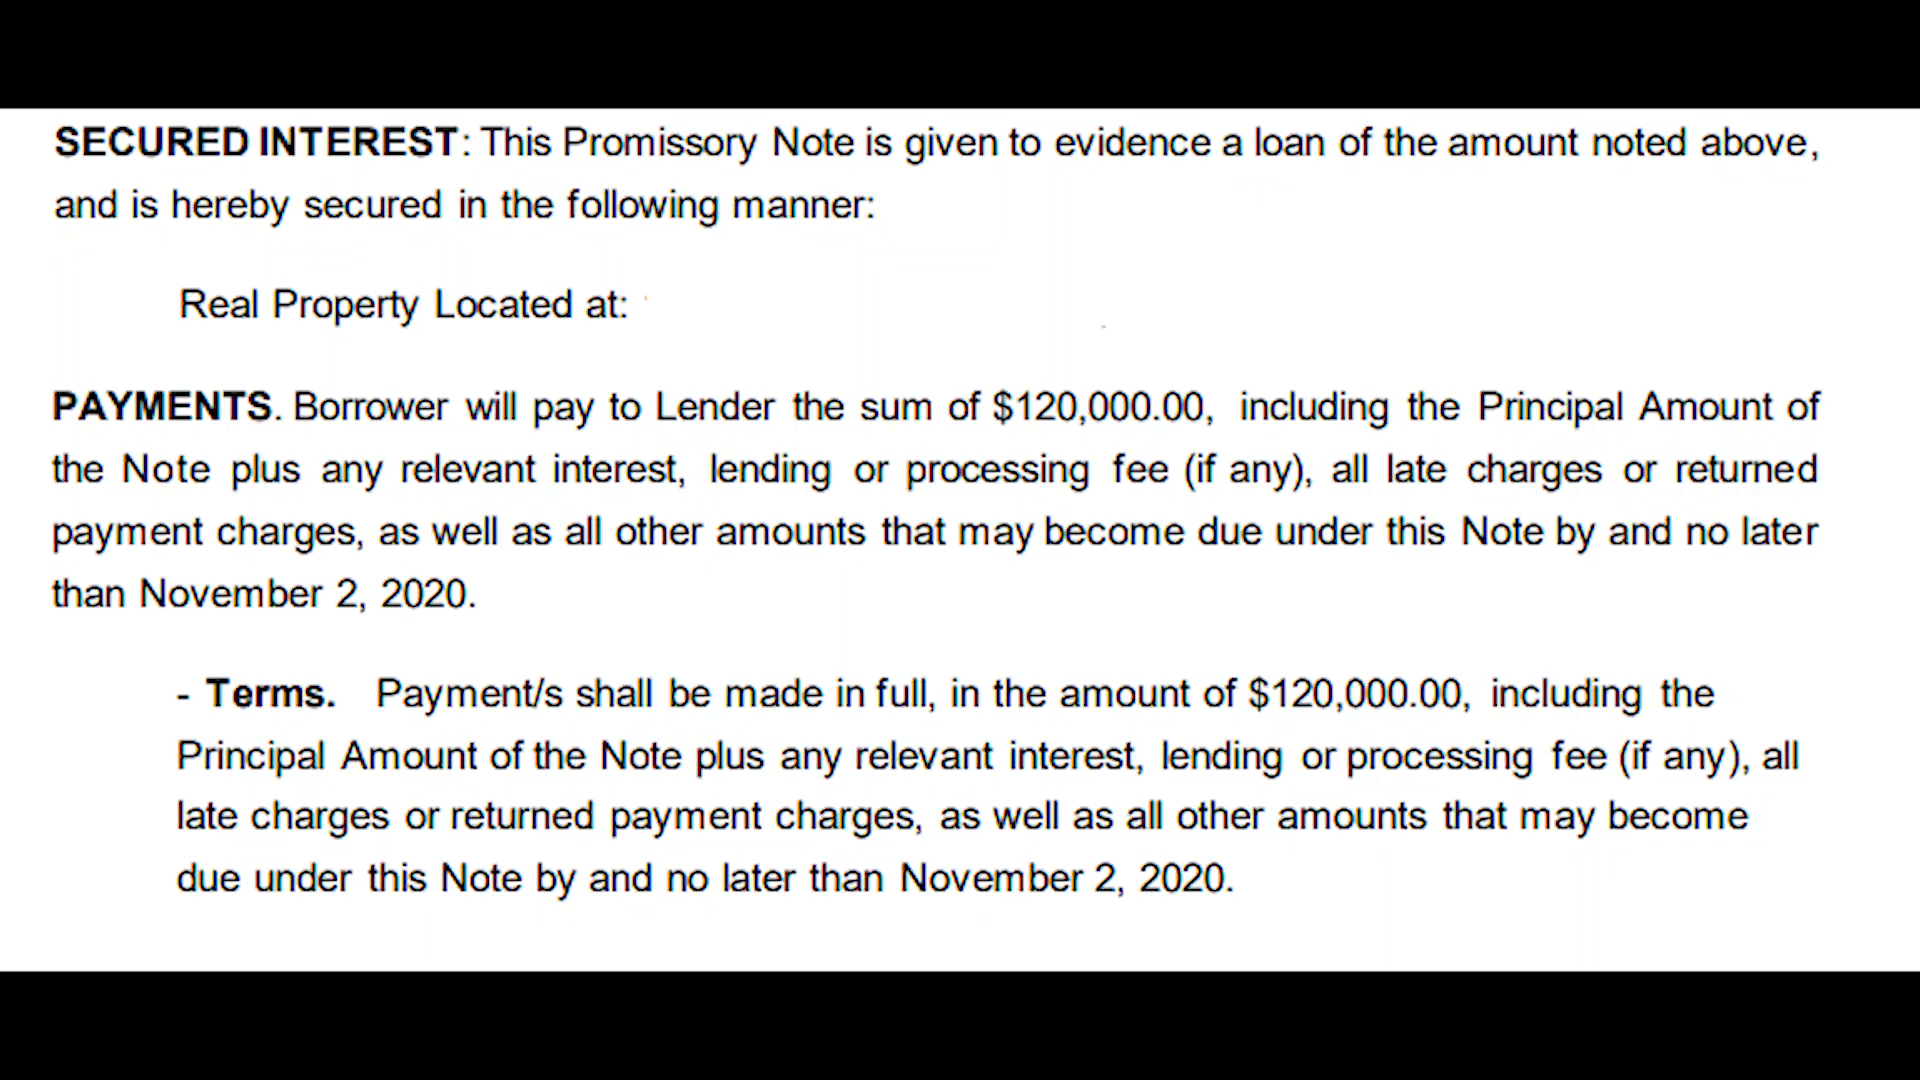 SECURED INTEREST: This Promissory Note is given to evidence a loan of the amount noted above,
and is hereby secured in the following manner:
Real Property Located at:
PAYMENTS. Borrower will pay to Lender the sum of $120,000.00, including the Principal Amount of
the Note plus any relevant interest, lending or processing fee (if any), all late charges or returned
payment charges, as well as all other amounts that may become due under this Note by and no later
than November 2, 2020.
- Terms. Payment/s shall be made in full, in the amount of $120,000.00, including the
Principal Amount of the Note plus any relevant interest, lending or processing fee (if any), all
late charges or returned payment charges, as well as all other amounts that may become
due under this Note by and no later than November 2, 2020.